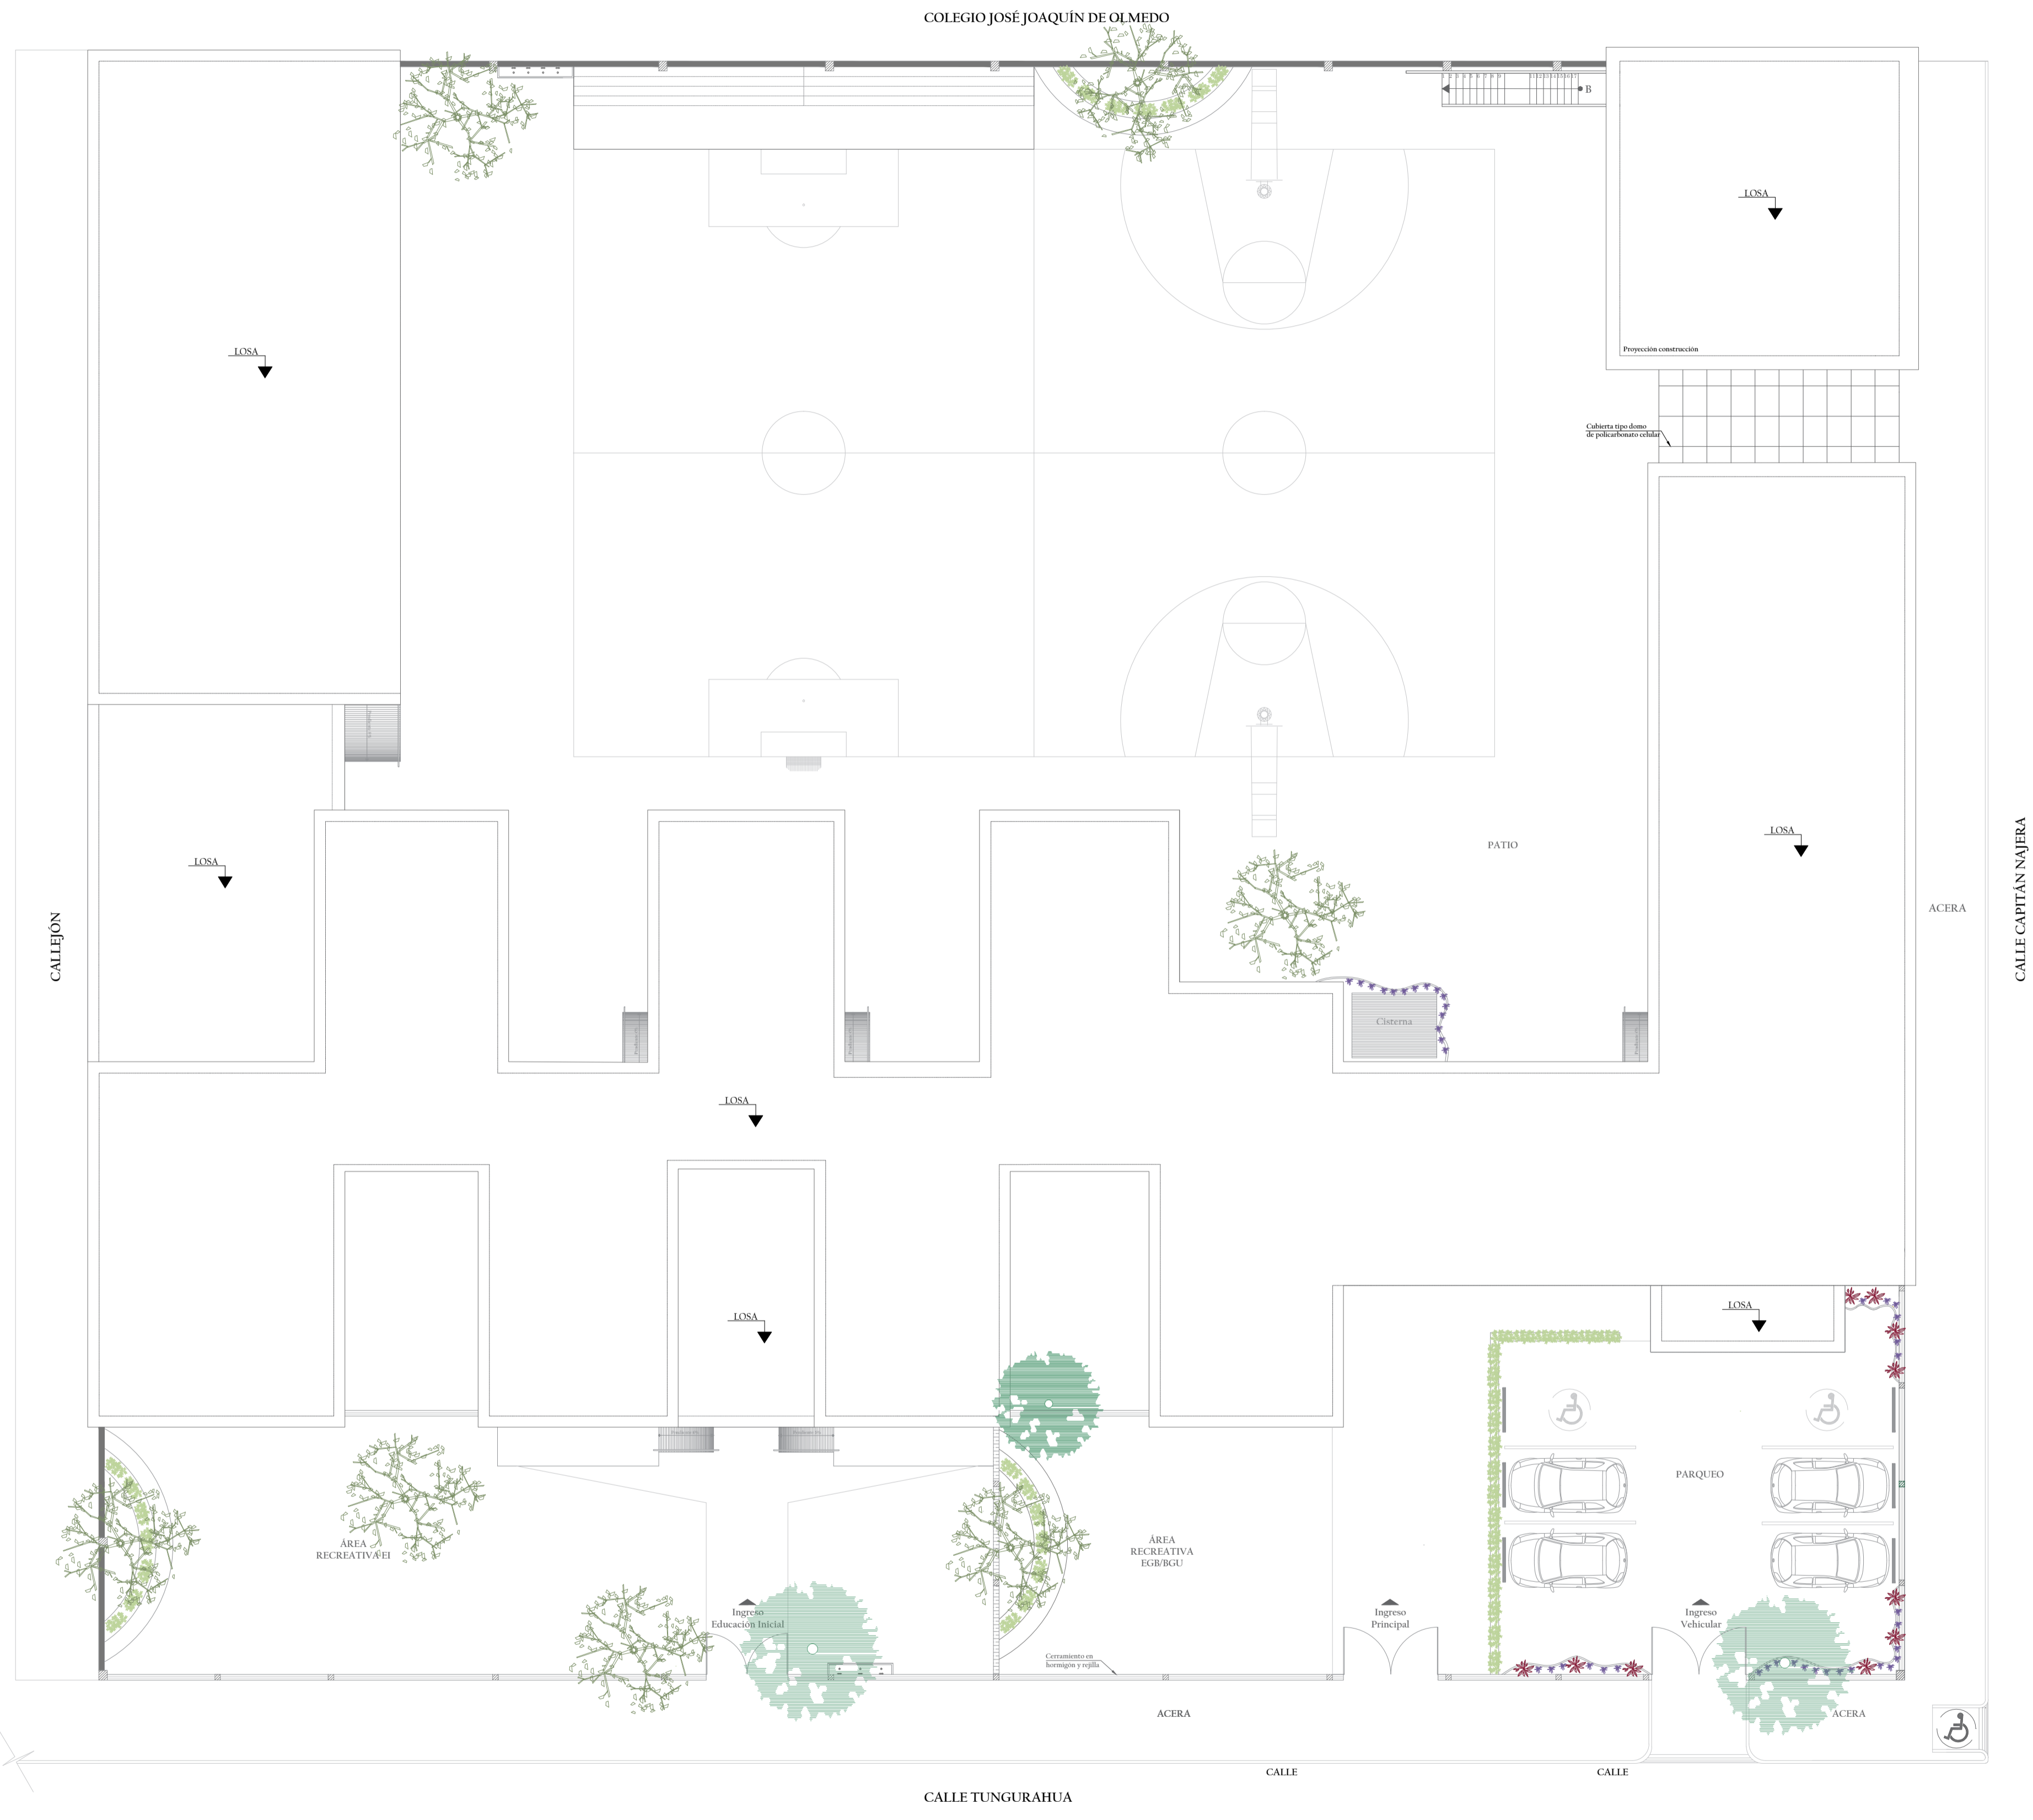 COLEGIO JOSÉ JOAQUÍN DE OLMEDO
B
LOSA
LOSA
Proyección construcción
Cubierta tipo domo
de policarbonato celular
LOSA
PATIO
LOSA
ACERA
CALLE CAPITÁN NAJERA
CALLEJÓN
Cisterna
LOSA
LOSA
LOSA
PARQUEO
ÁREA
RECREATIVA EI
ÁREA
RECREATIVA
EGB/BGU
Ingreso
Educación Inicial
Ingreso
Principal
Ingreso
Vehicular
Cerramiento en
hormigón y rejilla
ACERA
ACERA
CALLE
CALLE
CALLE TUNGURAHUA